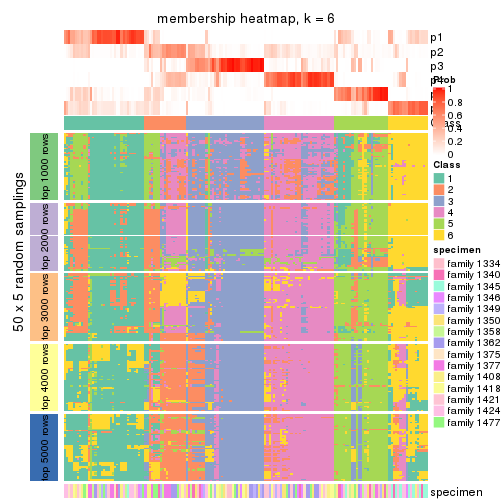 membership heatmap, k = 6
p1
p2
p3
p4
Prob
1
0.8
0.6
0.4
0.2
0
Class
Class
1
2
3
4
5
6
specimen
family 1334
family 1340
family 1345
family 1346
family 1349
family 1350
family 1358
family 1362
family 1375
family 1377
family 1408
family 1418
family 1421
family 1424
family 1477
50 x 5 random samplings
top 1000 rows
top 2000 rows
top 3000 rows
top 4000 rows
top 5000 rows
specimen